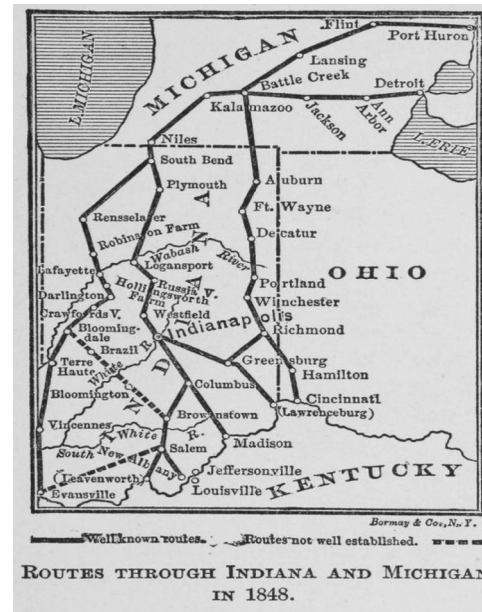 Flint
Port Huron
Lansing
MICHIGAN
L. MICHIGAN
Battle Creek
Detroit
Kalamazoo
Jackson
Ann
Arbor
Niles
L. ERIE
South Bend
Plymouth
Auburn
Rensselaer
Ft. Wayne
Robinson Farm
Decatur
Wabash
River
OHIO
Lafayette
Logansport
Darlington
Russia V.
Hollingsworth
Farm
Portland
Crawfords V.
Winchester
Westfield
Indianapolis
Richmond
Blooming-
dale
INDIANA
Brazil
R.
Terre
Haute
Greensburg
White
Hamilton
Bloomington
Columbus
Cincinnati
(Lawrenceburg)
Brownstown
Vincennes
White R.
Madison
South
Salem
New Albany
KENTUCKY
Leavenworth
Jeffersonville
Louisville
Evansville
Bormay & Co., N.Y.
Well known routes.
Routes not well established.
ROUTES THROUGH INDIANA AND MICHIGAN
IN 1848.